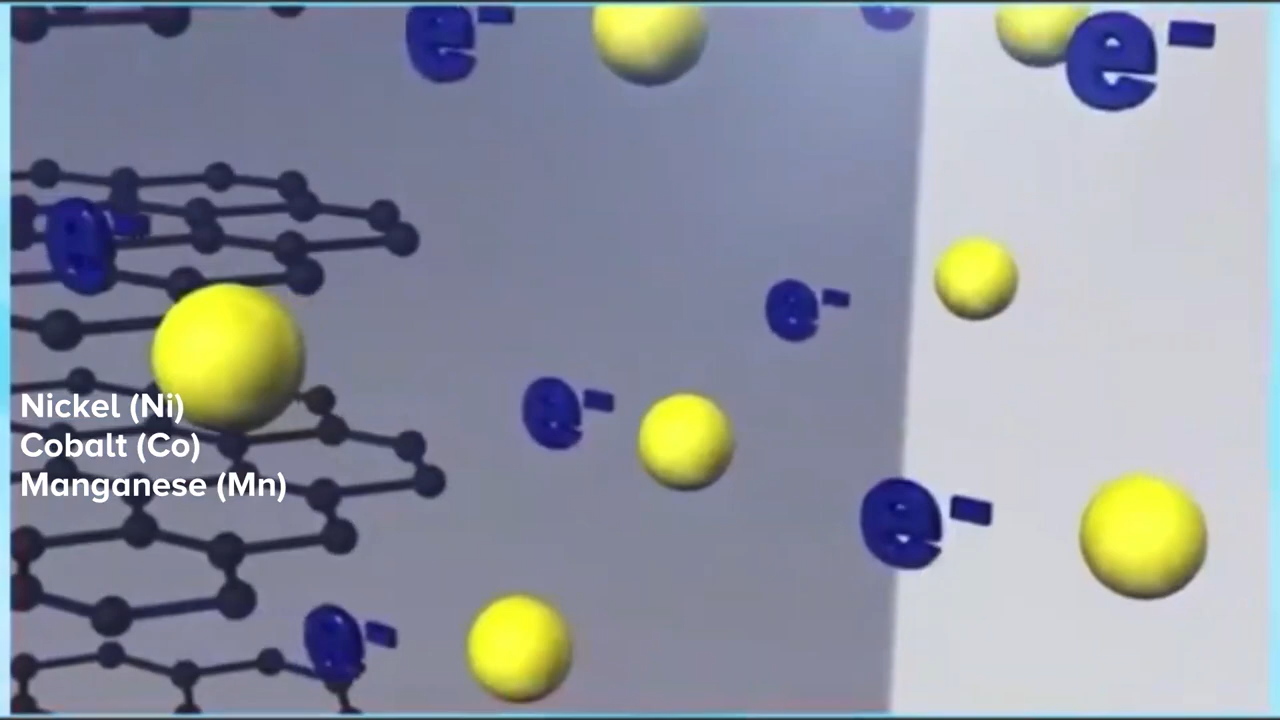 e-
e-
e-
e-
e-
Nickel (Ni)
Cobalt (Co)
Manganese (Mn)
e-
e-